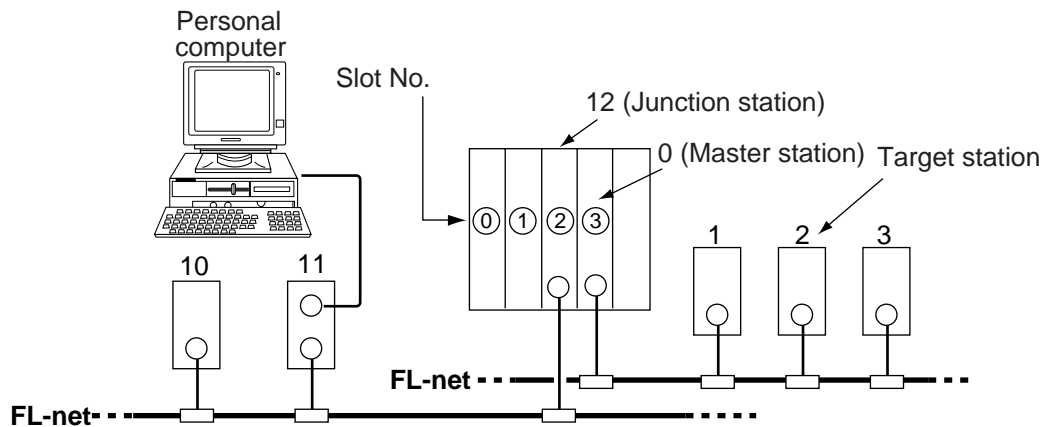 Personal
computer
Slot No.
12 (Junction station)
0 (Master station)
Target station
0 1 2 3
1 2 3
10 11
FL-net
FL-net